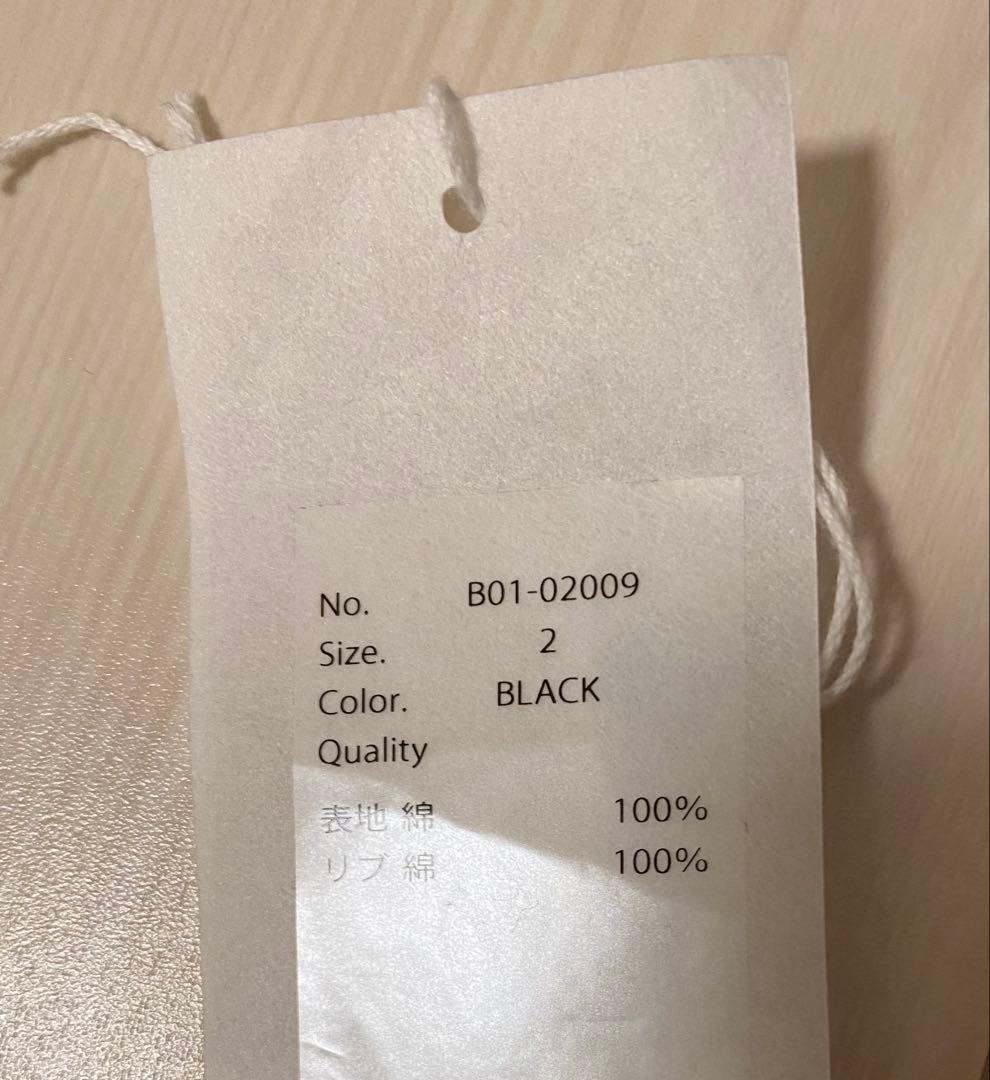 No. B01-02009
Size. 2
Color. BLACK
Quality
表地 綿 100%
リブ 綿 100%